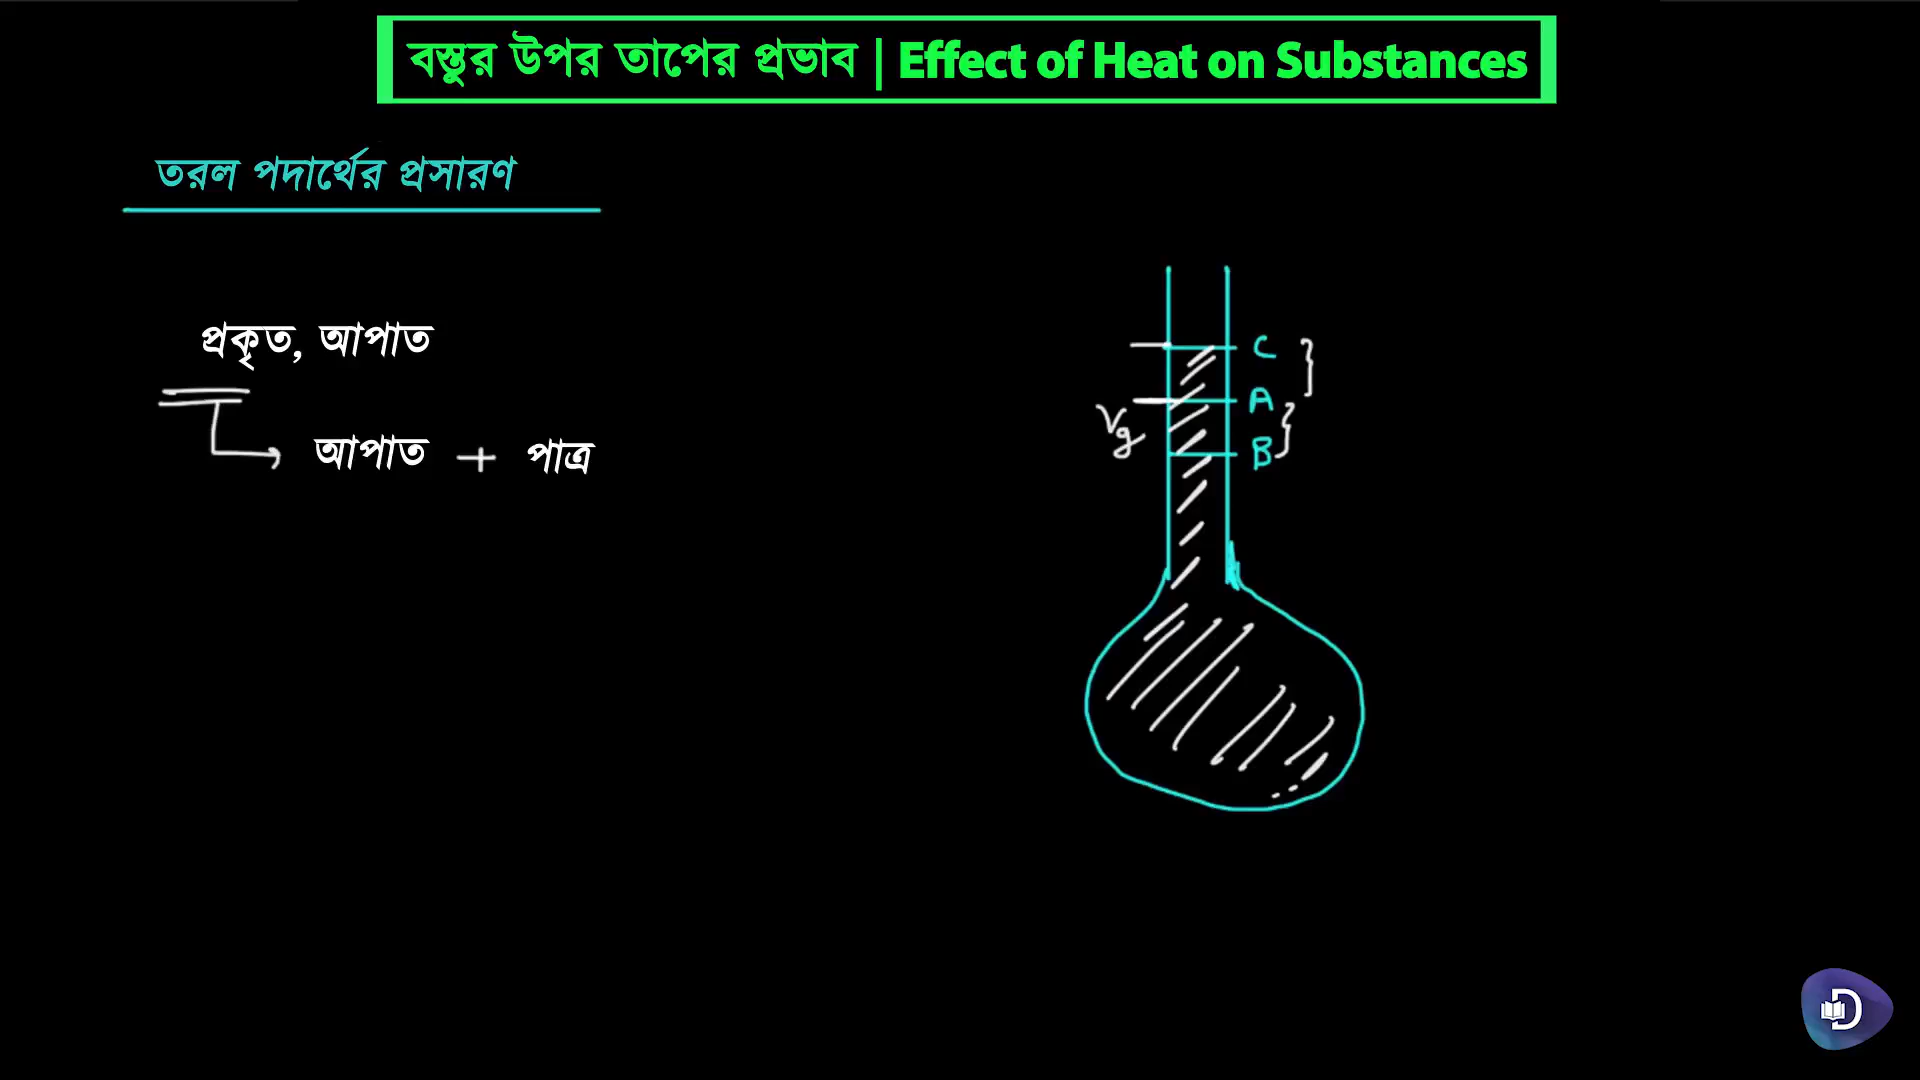 বস্তুর উপর তাপের প্রভাব | Effect of Heat on Substances
তরল পদার্থের প্রসারণ
প্রকৃত, আপাত
আপাত + পাত্র
C
A
Vg
B
D